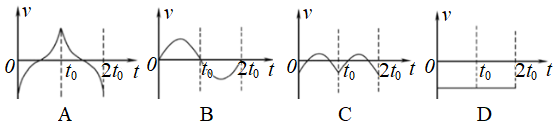 v v v v
0 t₀ 2t₀ t 0 t₀ 2t₀ t 0 t₀ 2t₀ t 0 t₀ 2t₀ t
A B C D